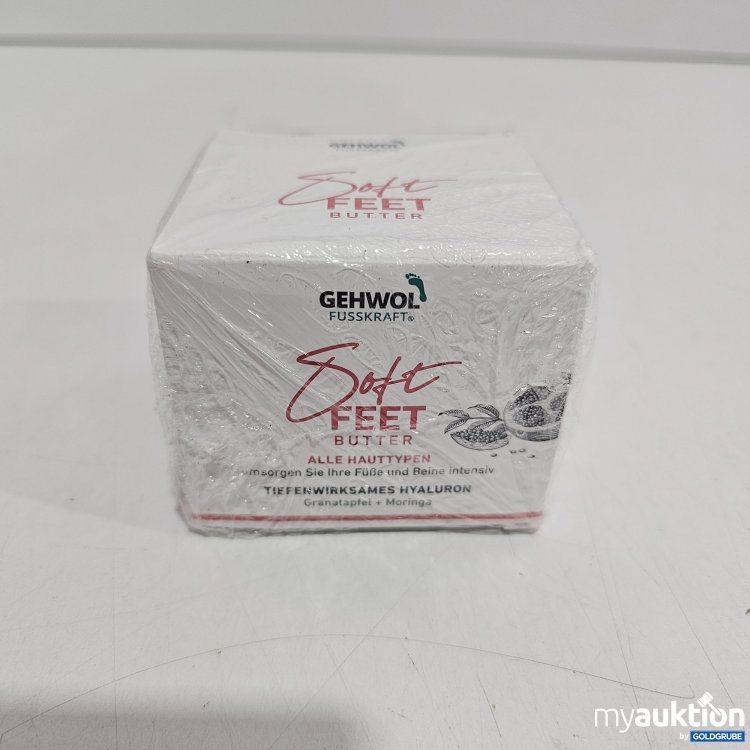 GEHWOL
FUSSKRAFT
Soft
FEET
BUTTER
GEHWOL
FUSSKRAFT®
Soft
FEET
BUTTER
ALLE HAUTTYPEN
umsorgen Sie Ihre Füße und Beine intensiv
TIEFENWIRKSAMES HYALURON
Granatapfel + Moringa
myauktion
by GOLDGRUBE